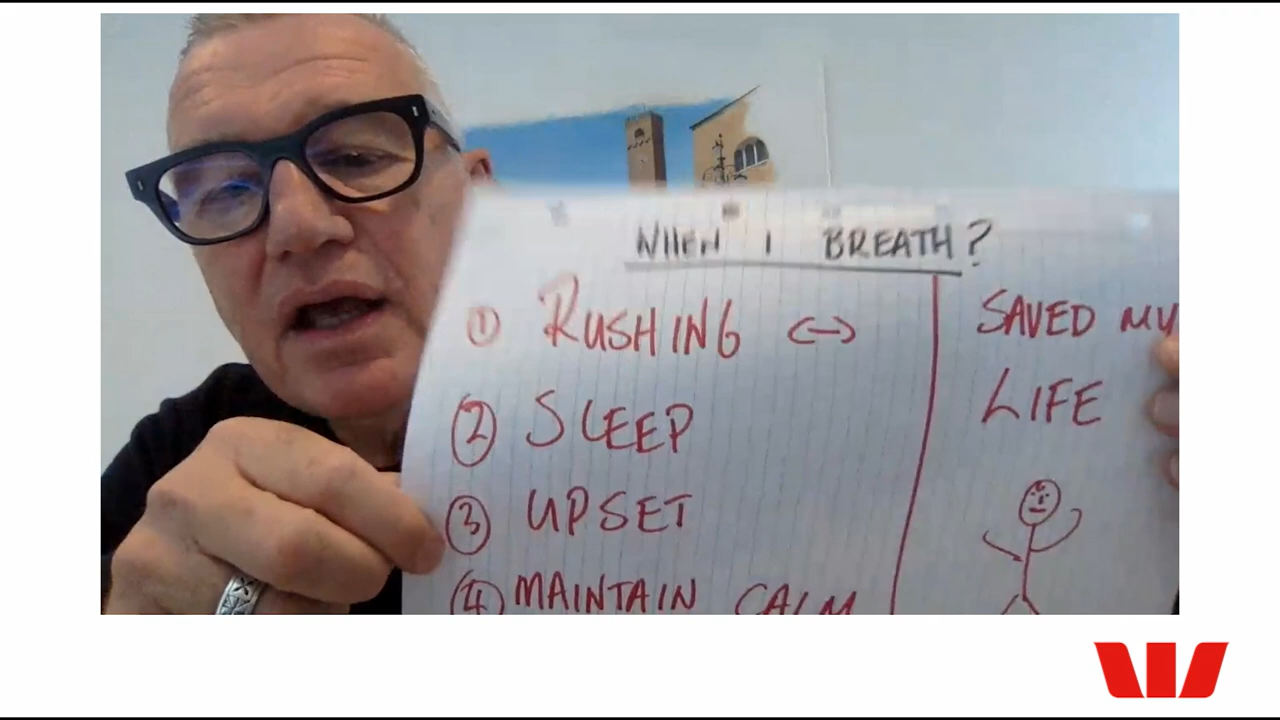 WHEN I BREATH?
① RUSHING <->
② SLEEP
③ UPSET
④ MAINTAIN CALM
SAVED MY
LIFE